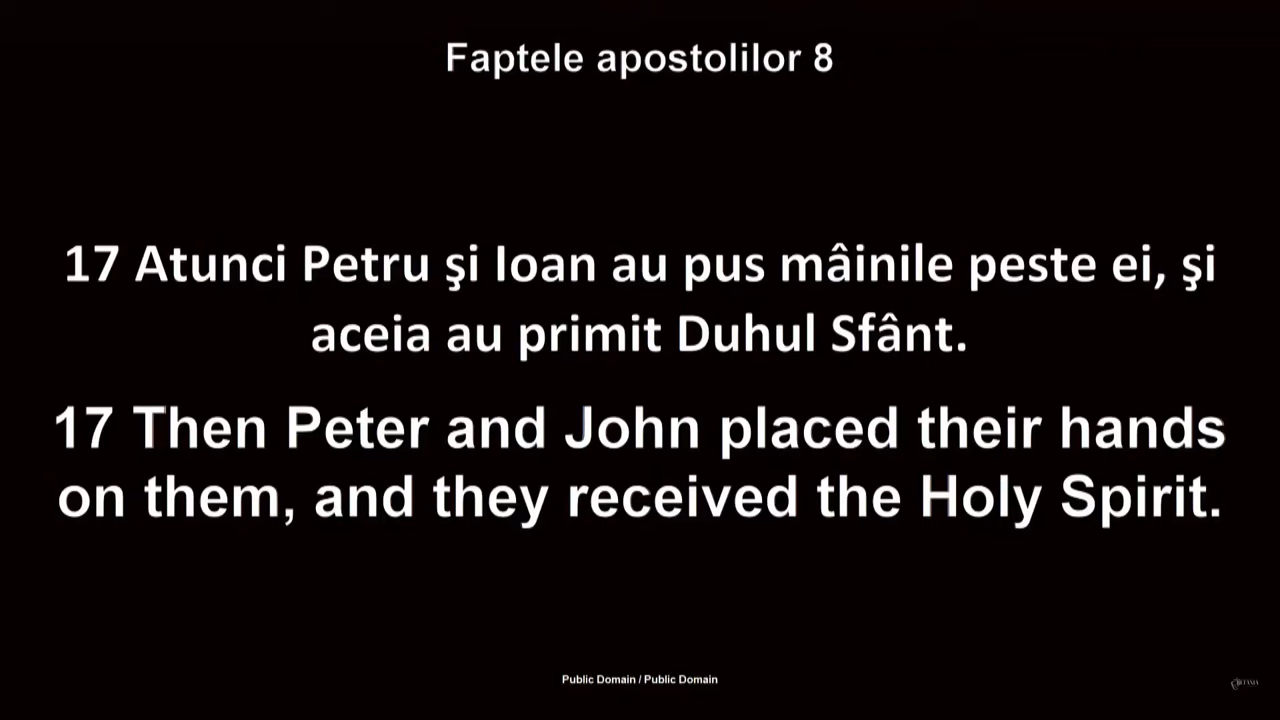 Faptele apostolilor 8
17 Atunci Petru şi Ioan au pus mâinile peste ei, şi
aceia au primit Duhul Sfânt.
17 Then Peter and John placed their hands
on them, and they received the Holy Spirit.
Public Domain / Public Domain